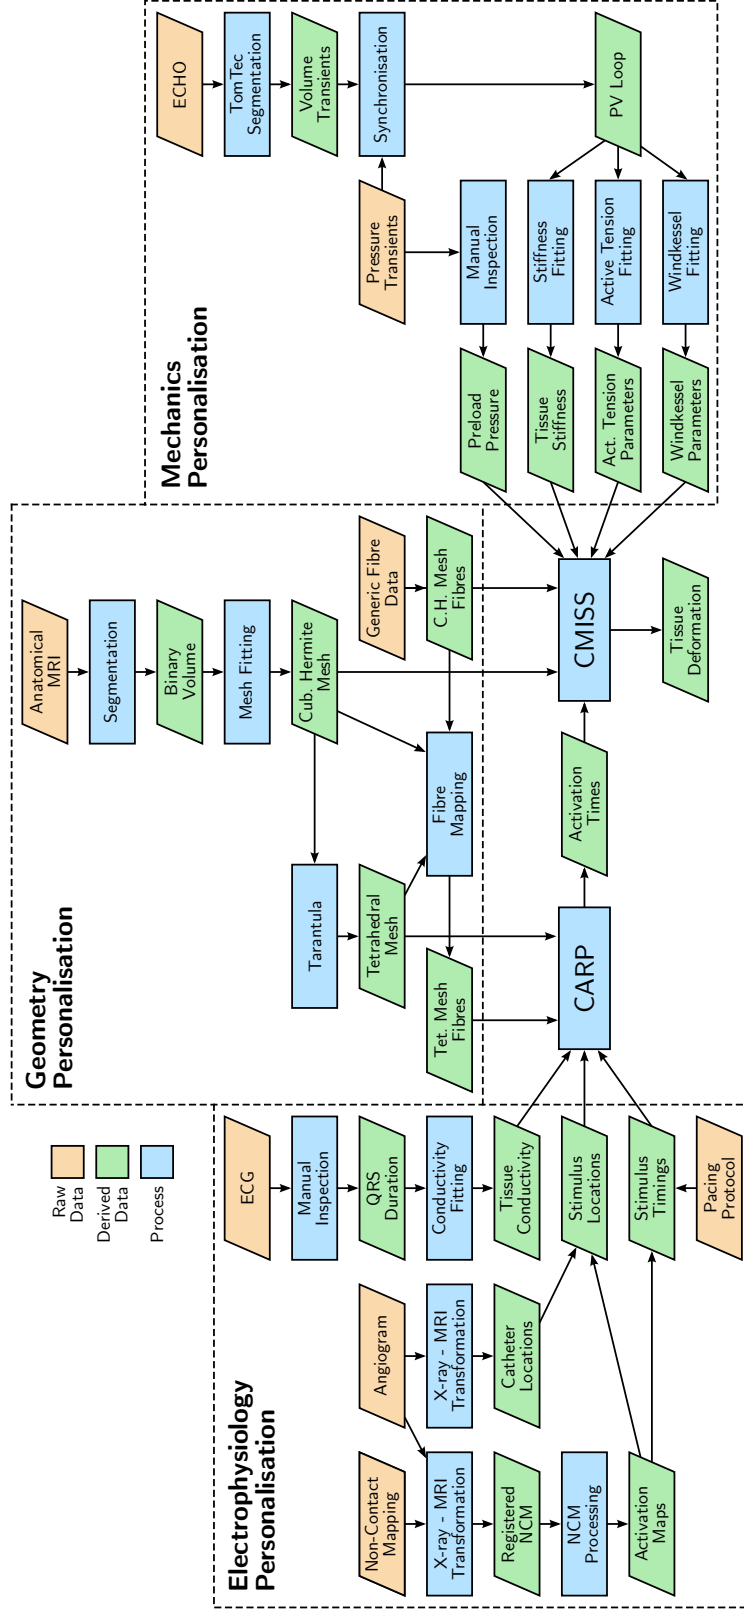 Electrophysiology
Personalisation
Non-Contact
Mapping
X-ray - MRI
Transformation
Registered
NCM
NCM
Processing
Activation
Maps
Angiogram
X-ray - MRI
Transformation
Catheter
Locations
ECG
Manual
Inspection
QRS
Duration
Conductivity
Fitting
Tissue
Conductivity
Stimulus
Locations
Stimulus
Timings
Pacing
Protocol
Raw
Data
Derived
Data
Process
Geometry
Personalisation
Anatomical
MRI
Segmentation
Binary
Volume
Mesh Fitting
Cub. Hermite
Mesh
Tarantula
Tetrahedral
Mesh
Tet. Mesh
Fibres
Fibre
Mapping
Generic Fibre
Data
C.H. Mesh
Fibres
CARP
Activation
Times
CMISS
Tissue
Deformation
Mechanics
Personalisation
ECHO
TomTec
Segmentation
Volume
Transients
Synchronisation
Pressure
Transients
PV Loop
Manual
Inspection
Stiffness
Fitting
Active Tension
Fitting
Windkessel
Fitting
Preload
Pressure
Tissue
Stiffness
Act. Tension
Parameters
Windkessel
Parameters